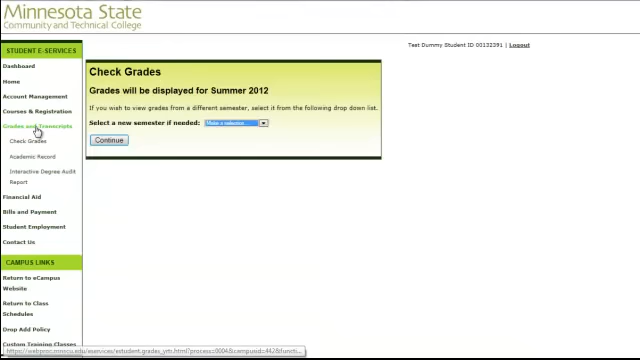 Minnesota State
Community and Technical College
STUDENT E-SERVICES
Test Dummy Student ID 00132391 | Logout
Dashboard
Home
Account Management
Courses & Registration
Grades and Transcripts
Check Grades
Academic Record
Interactive Degree Audit
Report
Financial Aid
Bills and Payment
Student Employment
Contact Us
CAMPUS LINKS
Return to eCampus
Website
Return to Class
Schedules
Drop Add Policy
Custom Training Classes
Check Grades
Grades will be displayed for Summer 2012
If you wish to view grades from a different semester, select it from the following drop down list.
Select a new semester if needed: Make a selection...
Continue